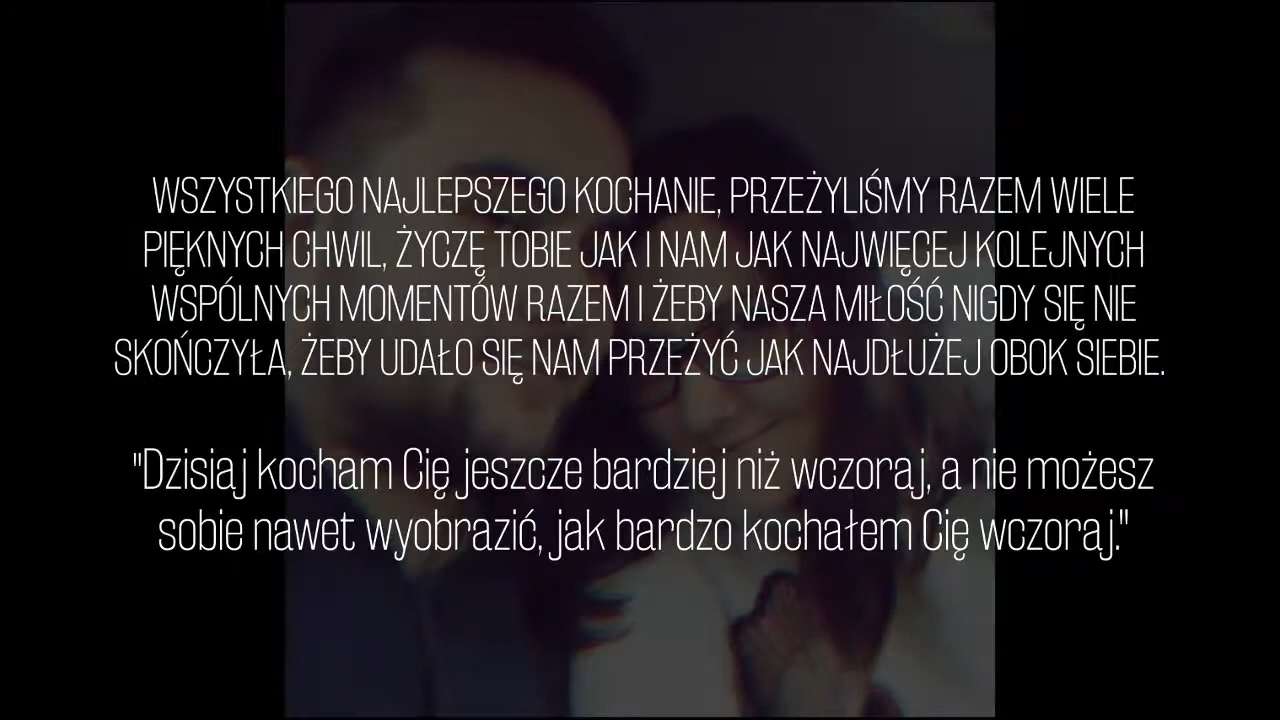 WSZYSTKIEGO NAJLEPSZEGO KOCHANIE, PRZEŻYLIŚMY RAZEM WIELE
PIĘKNYCH CHWIL, ŻYCZĘ TOBIE JAK I NAM JAK NAJWIĘCEJ KOLEJNYCH
WSPÓLNYCH MOMENTÓW RAZEM I ŻEBY NASZA MIŁOŚĆ NIGDY SIĘ NIE
SKOŃCZYŁA, ŻEBY UDAŁO SIĘ NAM PRZEŻYĆ JAK NAJDŁUŻEJ OBOK SIEBIE.
"Dzisiaj kocham Cię jeszcze bardziej niż wczoraj, a nie możesz
sobie nawet wyobrazić, jak bardzo kochałem Cię wczoraj."